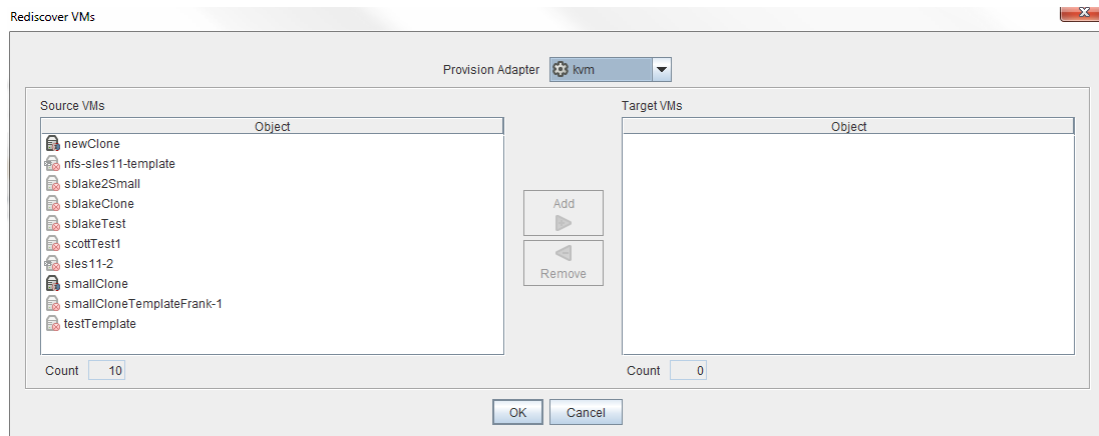 Rediscover VMs
Provision Adapter kvm
Source VMs
Object
newClone
nfs-sles11-template
sblake2Small
sblakeClone
sblakeTest
scottTest1
sles11-2
smallClone
smallCloneTemplateFrank-1
testTemplate
Count 10
Add
Remove
Target VMs
Object
Count 0
OK Cancel